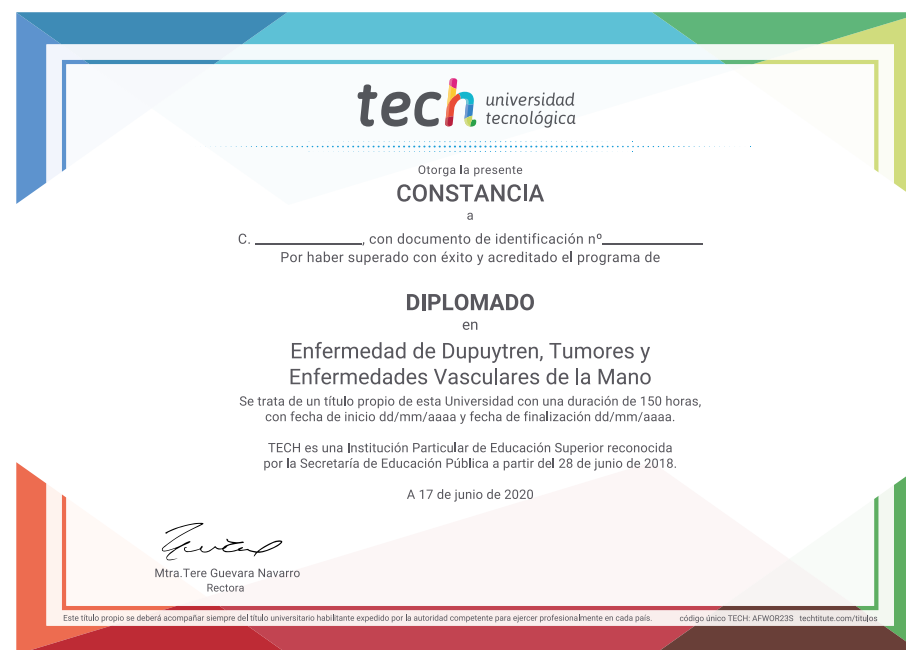 tech universidad
tecnológica
Otorga la presente
CONSTANCIA
a
C. ____________, con documento de identificación nº____________
Por haber superado con éxito y acreditado el programa de
DIPLOMADO
en
Enfermedad de Dupuytren, Tumores y
Enfermedades Vasculares de la Mano
Se trata de un título propio de esta Universidad con una duración de 150 horas,
con fecha de inicio dd/mm/aaaa y fecha de finalización dd/mm/aaaa.
TECH es una Institución Particular de Educación Superior reconocida
por la Secretaría de Educación Pública a partir del 28 de junio de 2018.
A 17 de junio de 2020
Mtra.Tere Guevara Navarro
Rectora
Este título propio se deberá acompañar siempre del título universitario habilitante expedido por la autoridad competente para ejercer profesionalmente en cada país. código único TECH: AFWOR23S techtitute.com/titulos